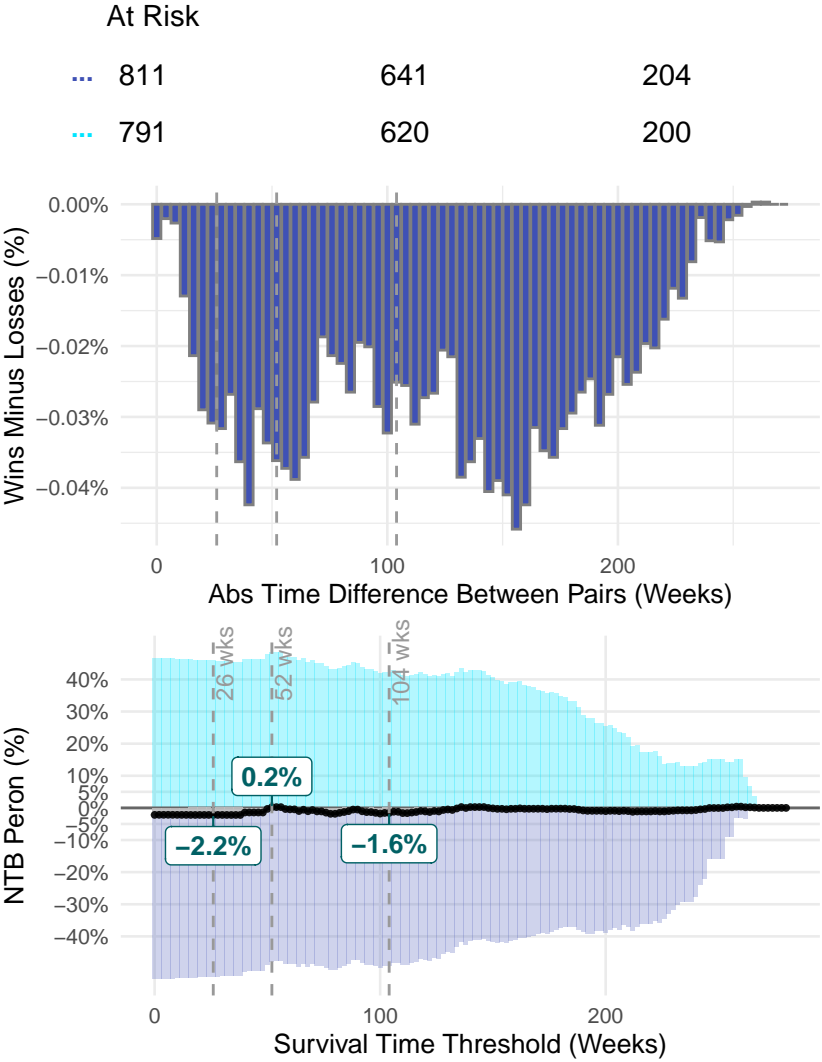 At Risk
811 641 204
791 620 200
Wins Minus Losses (%)
0.00%
−0.01%
−0.02%
−0.03%
−0.04%
0 100 200
Abs Time Difference Between Pairs (Weeks)
NTB Peron (%)
40%
30%
20%
10%
5%
0%
−5%
−10%
−20%
−30%
−40%
26 wks
52 wks
104 wks
0.2%
−2.2%
−1.6%
0 100 200
Survival Time Threshold (Weeks)